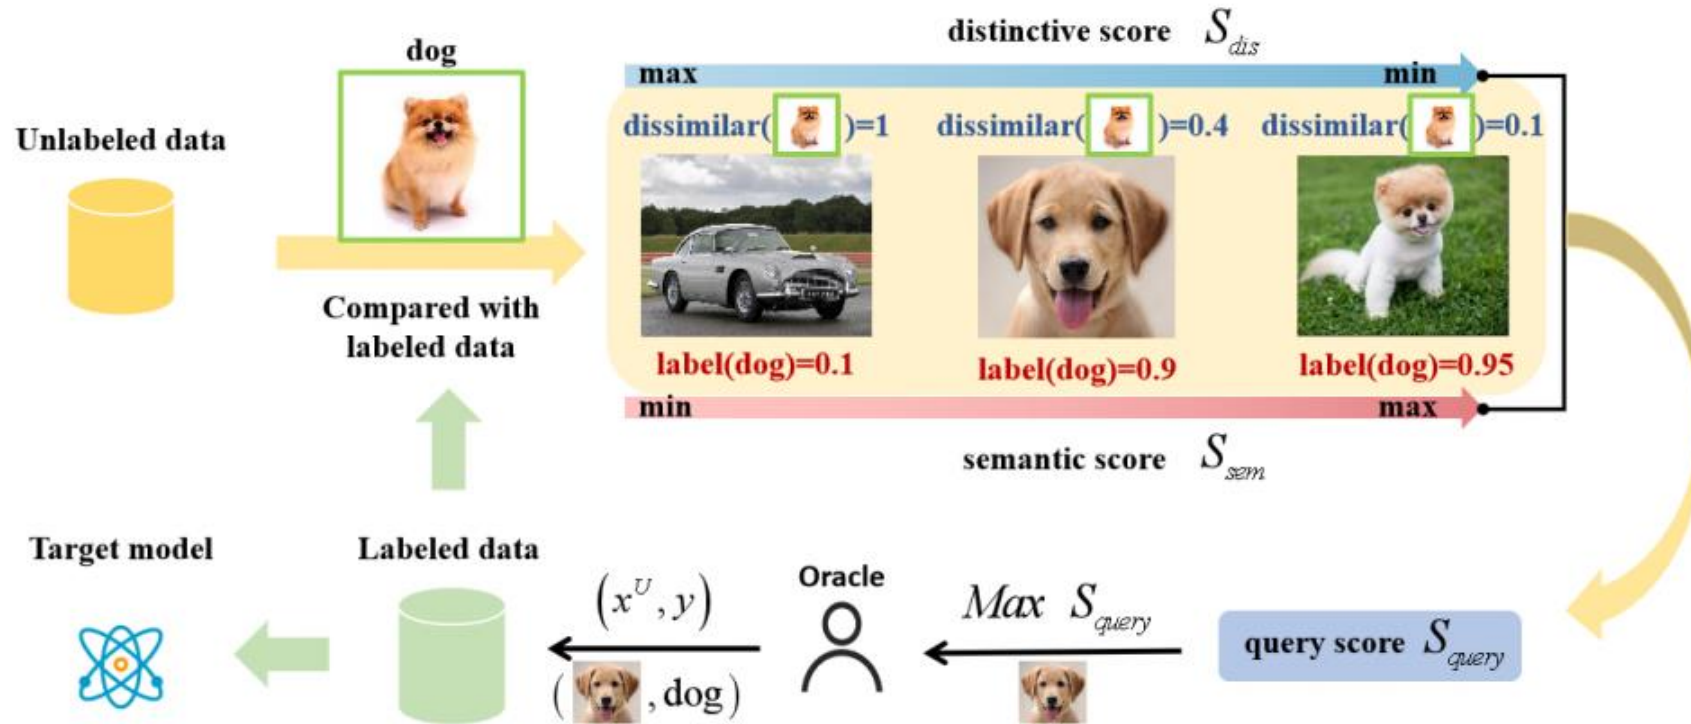 distinctive score S_dis
dog
max
min
Unlabeled data
dissimilar( )=1
dissimilar( )=0.4
dissimilar( )=0.1
Compared with
labeled data
label(dog)=0.1
label(dog)=0.9
label(dog)=0.95
min
max
semantic score S_sem
Target model
Labeled data
(x^U, y)
Oracle
Max S_query
query score S_query
( , dog)